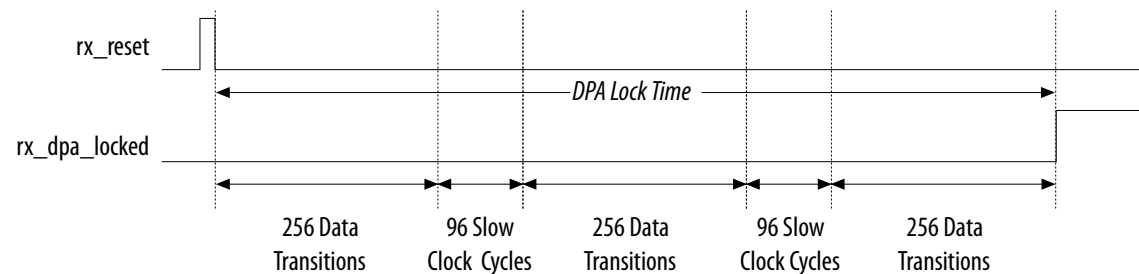 rx_reset
DPA Lock Time
rx_dpa_locked
256 Data 96 Slow 256 Data 96 Slow 256 Data
Transitions Clock Cycles Transitions Clock Cycles Transitions